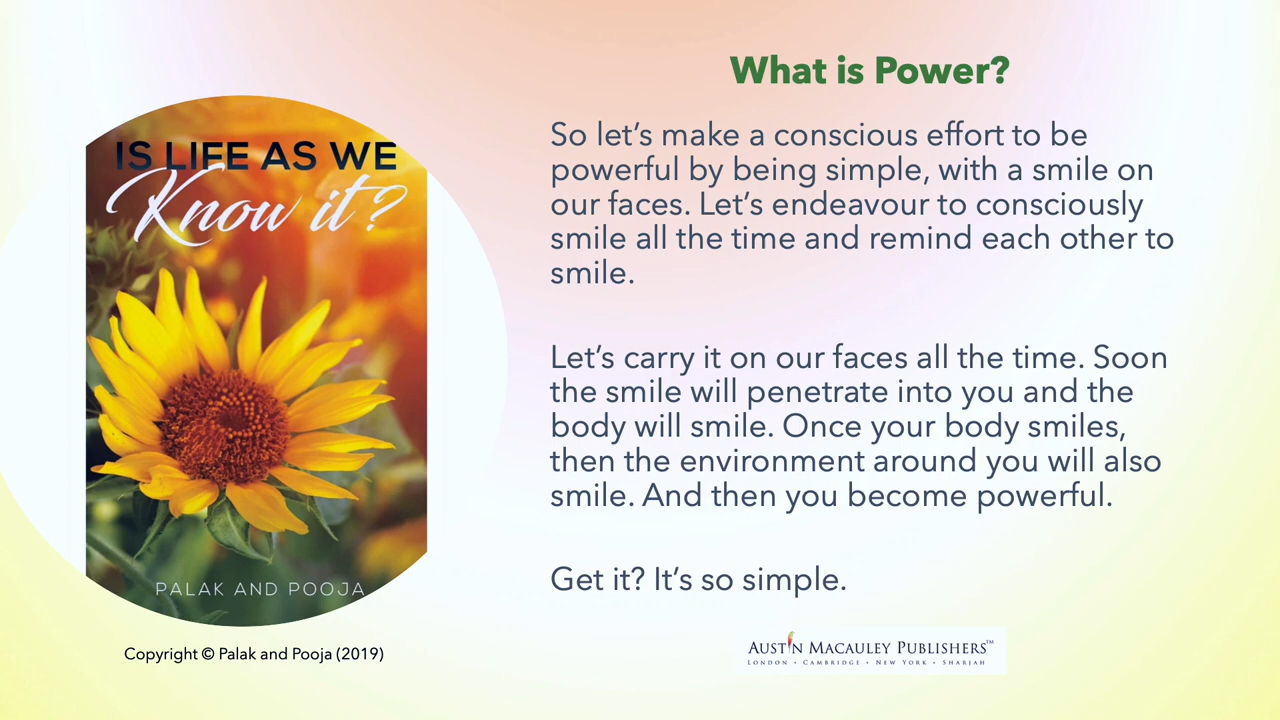 IS LIFE AS WE
Know it?
PALAK AND POOJA
Copyright © Palak and Pooja (2019)
What is Power?
So let’s make a conscious effort to be
powerful by being simple, with a smile on
our faces. Let’s endeavour to consciously
smile all the time and remind each other to
smile.
Let’s carry it on our faces all the time. Soon
the smile will penetrate into you and the
body will smile. Once your body smiles,
then the environment around you will also
smile. And then you become powerful.
Get it? It’s so simple.
AUSTIN MACAULEY PUBLISHERS™
LONDON • CAMBRIDGE • NEW YORK • SHARJAH